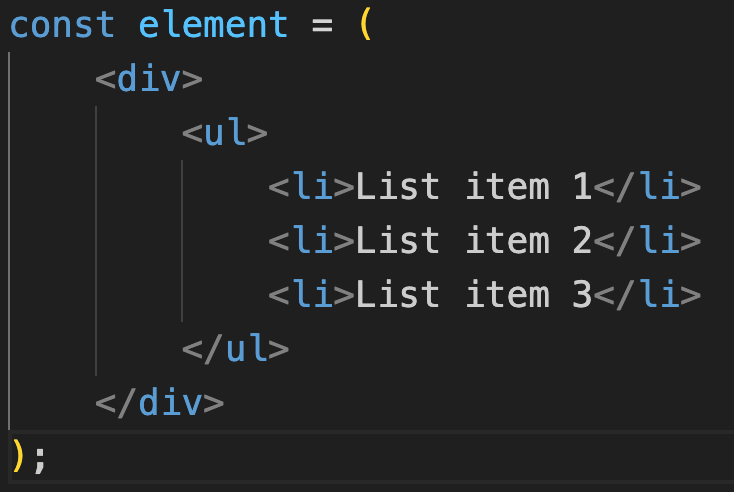 const element = (
    <div>
        <ul>
            <li>List item 1</li>
            <li>List item 2</li>
            <li>List item 3</li>
        </ul>
    </div>
);